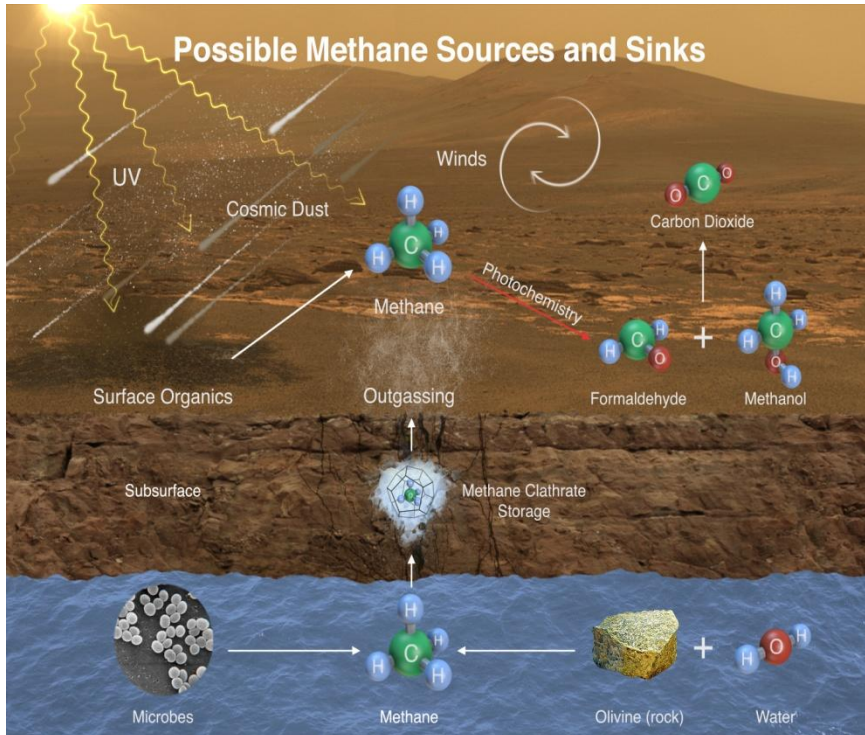 Possible Methane Sources and Sinks
UV
Cosmic Dust
Winds
H
C
H
H
H
Methane
O
C
O
Carbon Dioxide
Photochemistry
C
H
H
O
Formaldehyde
+
H
C
H
H
O
H
Methanol
Surface Organics
Outgassing
Subsurface
Methane Clathrate
Storage
H
C
H
H
H
+
H
O
H
Microbes
Methane
Olivine (rock)
Water